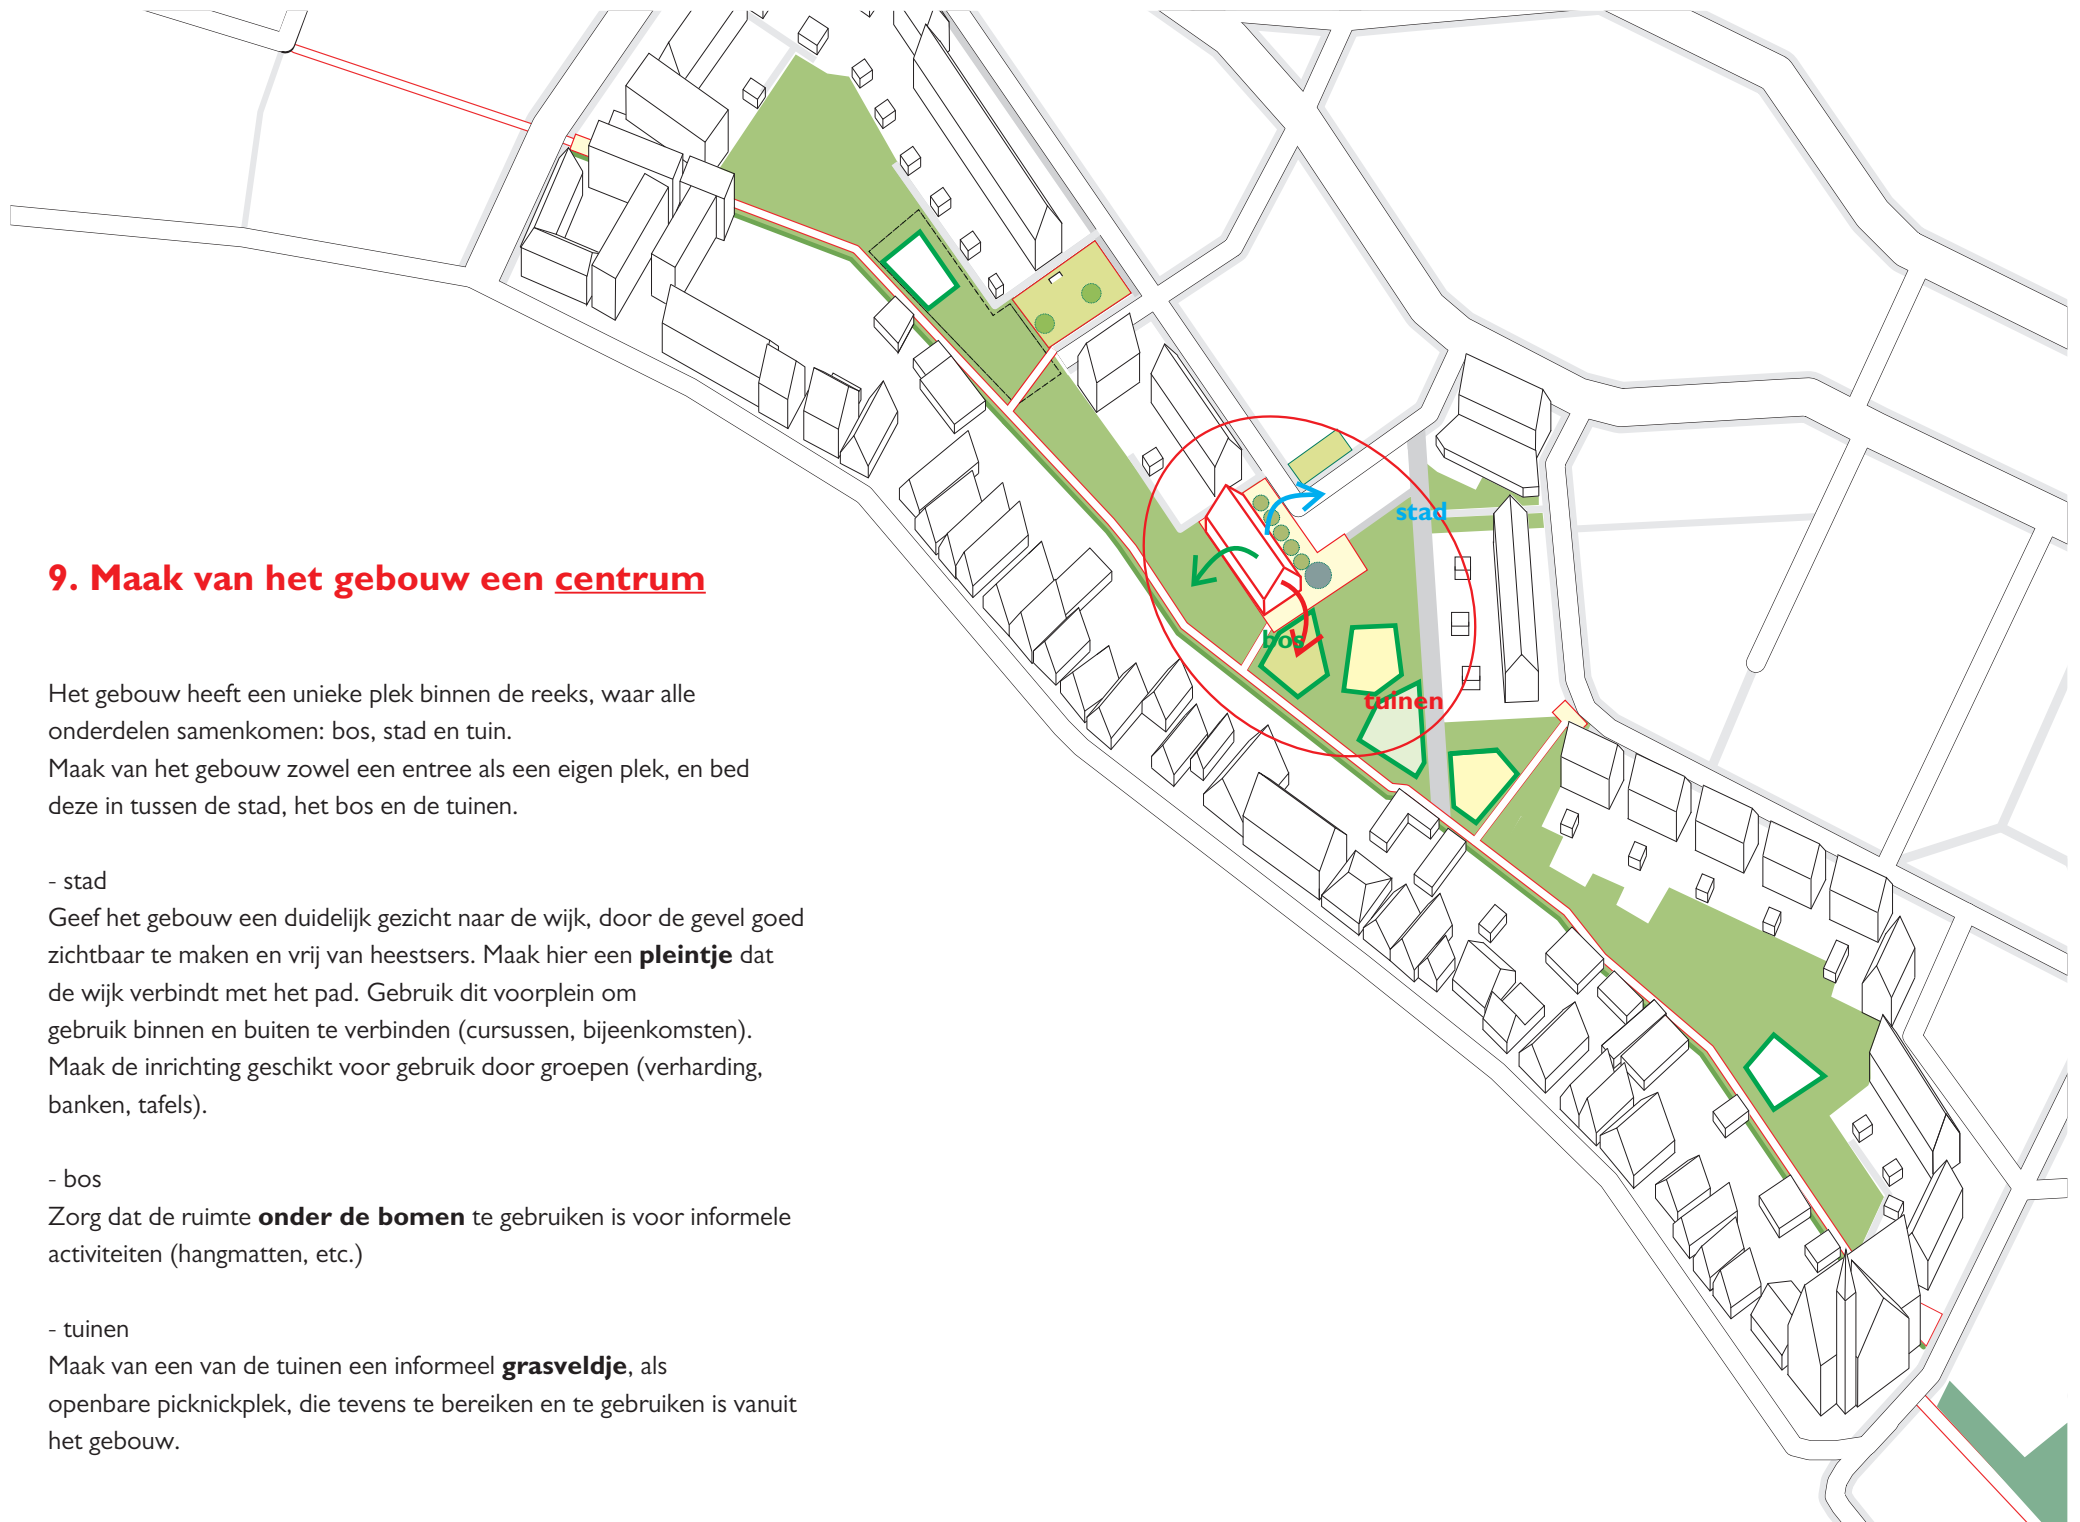 9. Maak van het gebouw een centrum
Het gebouw heeft een unieke plek binnen de reeks, waar alle
onderdelen samenkomen: bos, stad en tuin.
Maak van het gebouw zowel een entree als een eigen plek, en bed
deze in tussen de stad, het bos en de tuinen.
- stad
Geef het gebouw een duidelijk gezicht naar de wijk, door de gevel goed
zichtbaar te maken en vrij van heestsers. Maak hier een pleintje dat
de wijk verbindt met het pad. Gebruik dit voorplein om
gebruik binnen en buiten te verbinden (cursussen, bijeenkomsten).
Maak de inrichting geschikt voor gebruik door groepen (verharding,
banken, tafels).
- bos
Zorg dat de ruimte onder de bomen te gebruiken is voor informele
activiteiten (hangmatten, etc.)
- tuinen
Maak van een van de tuinen een informeel grasveldje, als
openbare picknickplek, die tevens te bereiken en te gebruiken is vanuit
het gebouw.
stad
bos
tuinen